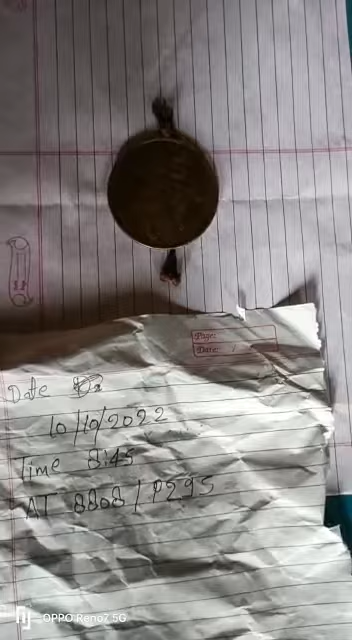 Page:
Date: /
Date
10/10/2022
Time 8:45
AT 8808/P295
OPPO Reno7 5G